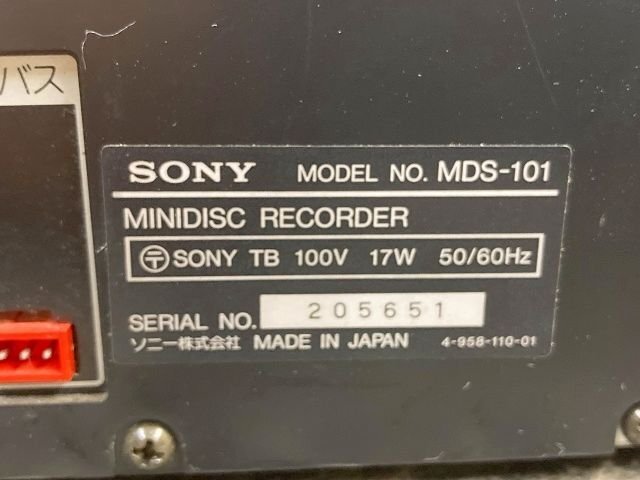 バス
SONY MODEL NO. MDS-101
MINIDISC RECORDER
〒 SONY TB 100V 17W 50/60Hz
SERIAL NO. 205651
ソニー株式会社 MADE IN JAPAN 4-958-110-01